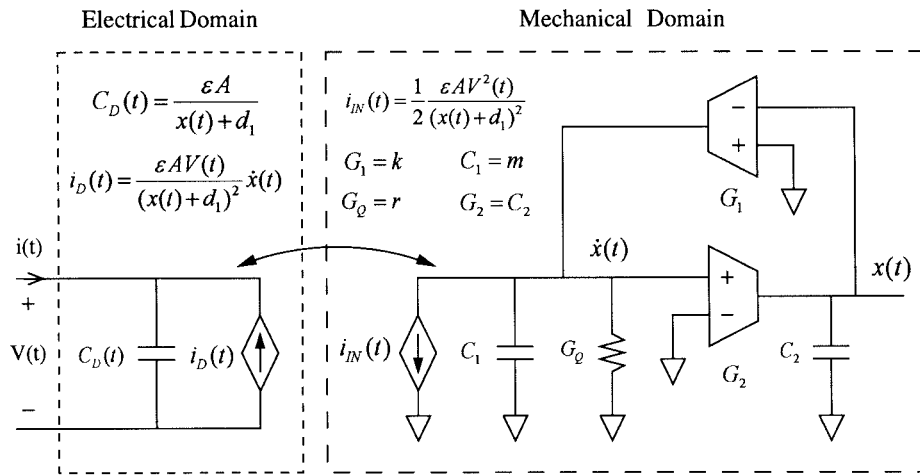 Electrical Domain
Mechanical Domain
C_D(t) = εA / (x(t) + d_1)
i_D(t) = εAV(t) / (x(t) + d_1)^2 ẋ(t)
i_IN(t) = 1/2 εAV^2(t) / (x(t) + d_1)^2
G_1 = k C_1 = m
G_Q = r G_2 = C_2
− +
G_1
i(t)
+
V(t)
−
C_D(t)
i_D(t)
ẋ(t)
x(t)
i_IN(t)
C_1
G_Q
+ −
G_2
C_2